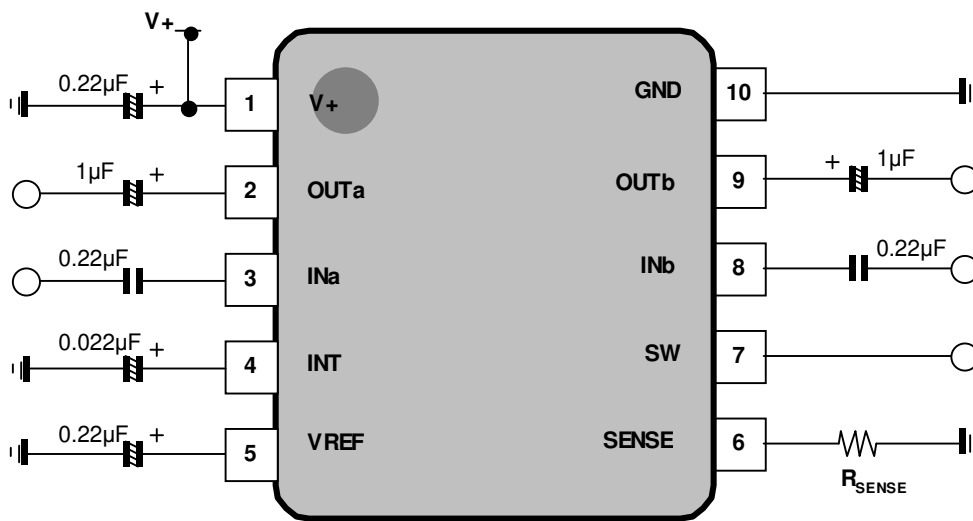 V+
0.22µF +
1 V+
GND 10
1µF +
2 OUTa
OUTb 9
+ 1µF
0.22µF
3 INa
INb 8
0.22µF
0.022µF +
4 INT
SW 7
0.22µF +
5 VREF
SENSE 6
RSENSE